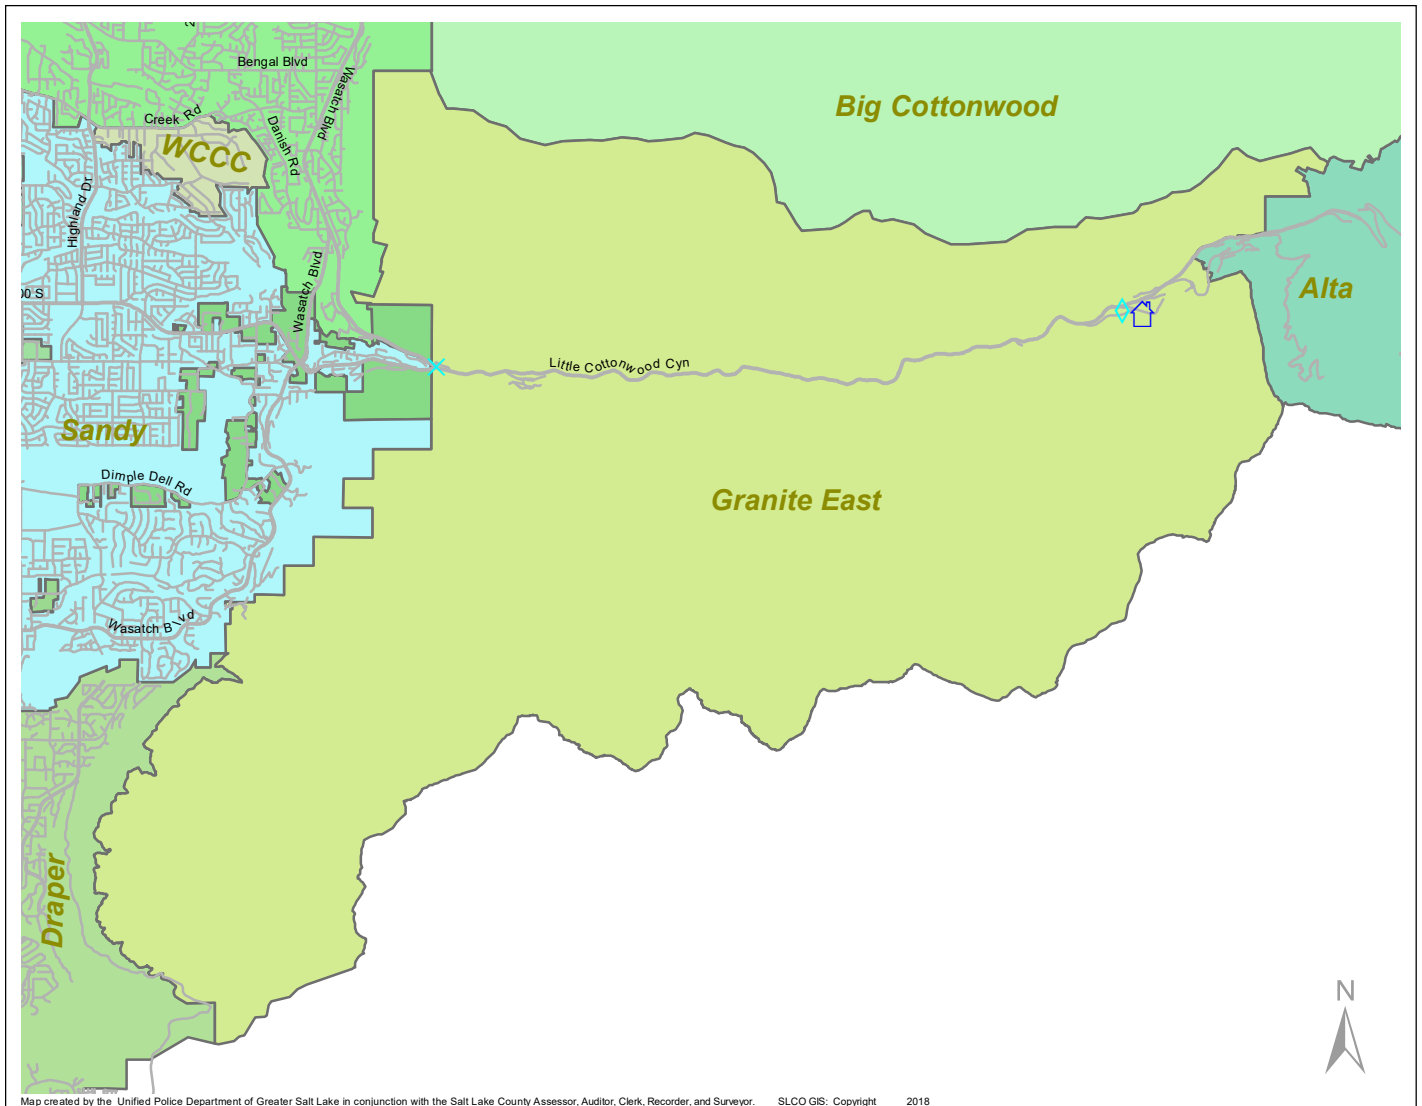 Bengal Blvd
Wasatch Blvd
Big Cottonwood
Creek Rd
Danish Rd
WCCC
Highland Dr
Wasatch Blvd
00 S
Alta
Little Cottonwood Cyn
Sandy
Dimple Dell Rd
Granite East
Wasatch Blvd
Draper
N
Map created by the Unified Police Department of Greater Salt Lake in conjunction with the Salt Lake County Assessor, Auditor, Clerk, Recorder, and Surveyor. SLCO GIS: Copyright 2018